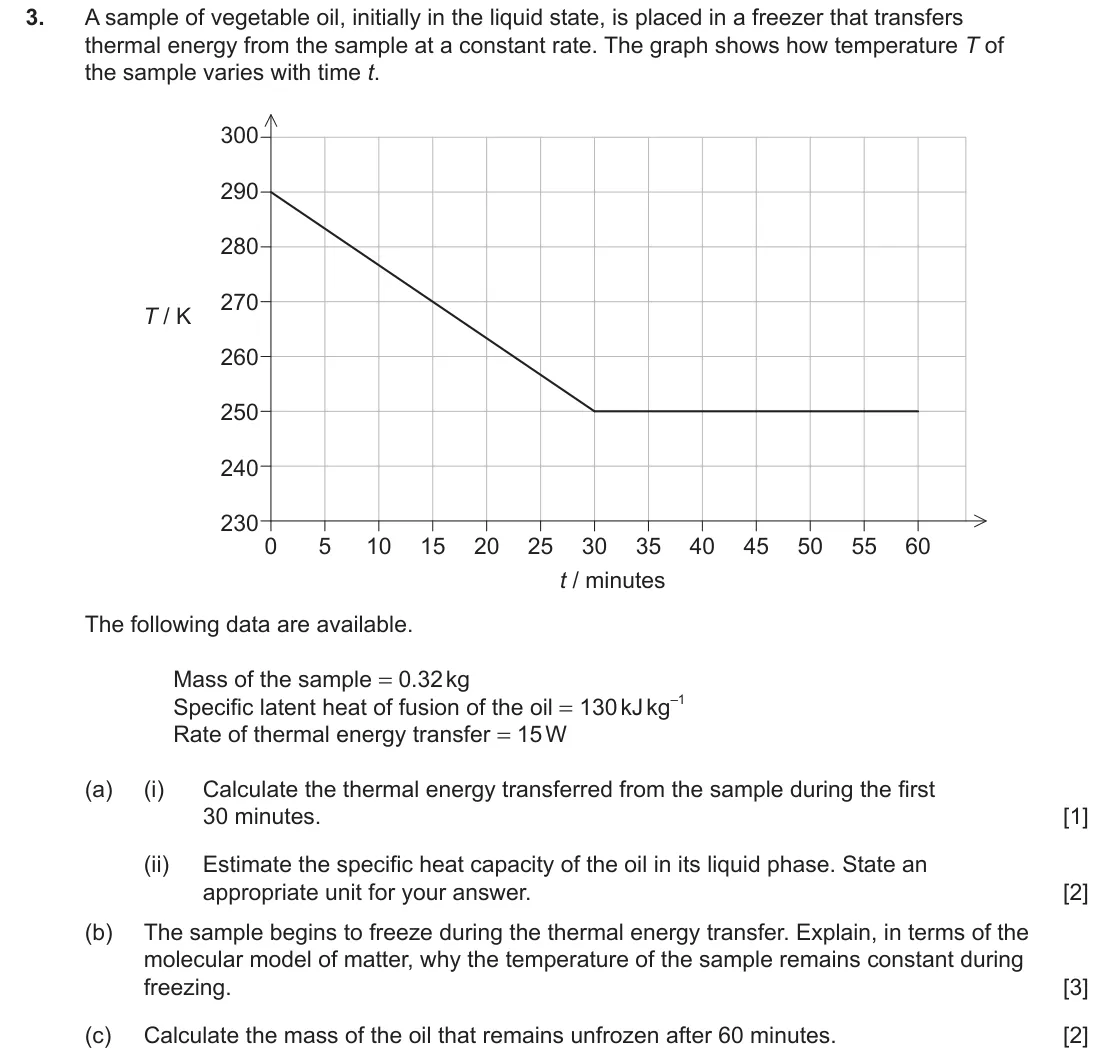 3. A sample of vegetable oil, initially in the liquid state, is placed in a freezer that transfers
thermal energy from the sample at a constant rate. The graph shows how temperature T of
the sample varies with time t.
300
290
280
270
T / K
260
250
240
230
0 5 10 15 20 25 30 35 40 45 50 55 60
t / minutes
The following data are available.
Mass of the sample = 0.32 kg
Specific latent heat of fusion of the oil = 130 kJ kg⁻¹
Rate of thermal energy transfer = 15 W
(a) (i) Calculate the thermal energy transferred from the sample during the first
30 minutes. [1]
(ii) Estimate the specific heat capacity of the oil in its liquid phase. State an
appropriate unit for your answer. [2]
(b) The sample begins to freeze during the thermal energy transfer. Explain, in terms of the
molecular model of matter, why the temperature of the sample remains constant during
freezing. [3]
(c) Calculate the mass of the oil that remains unfrozen after 60 minutes. [2]